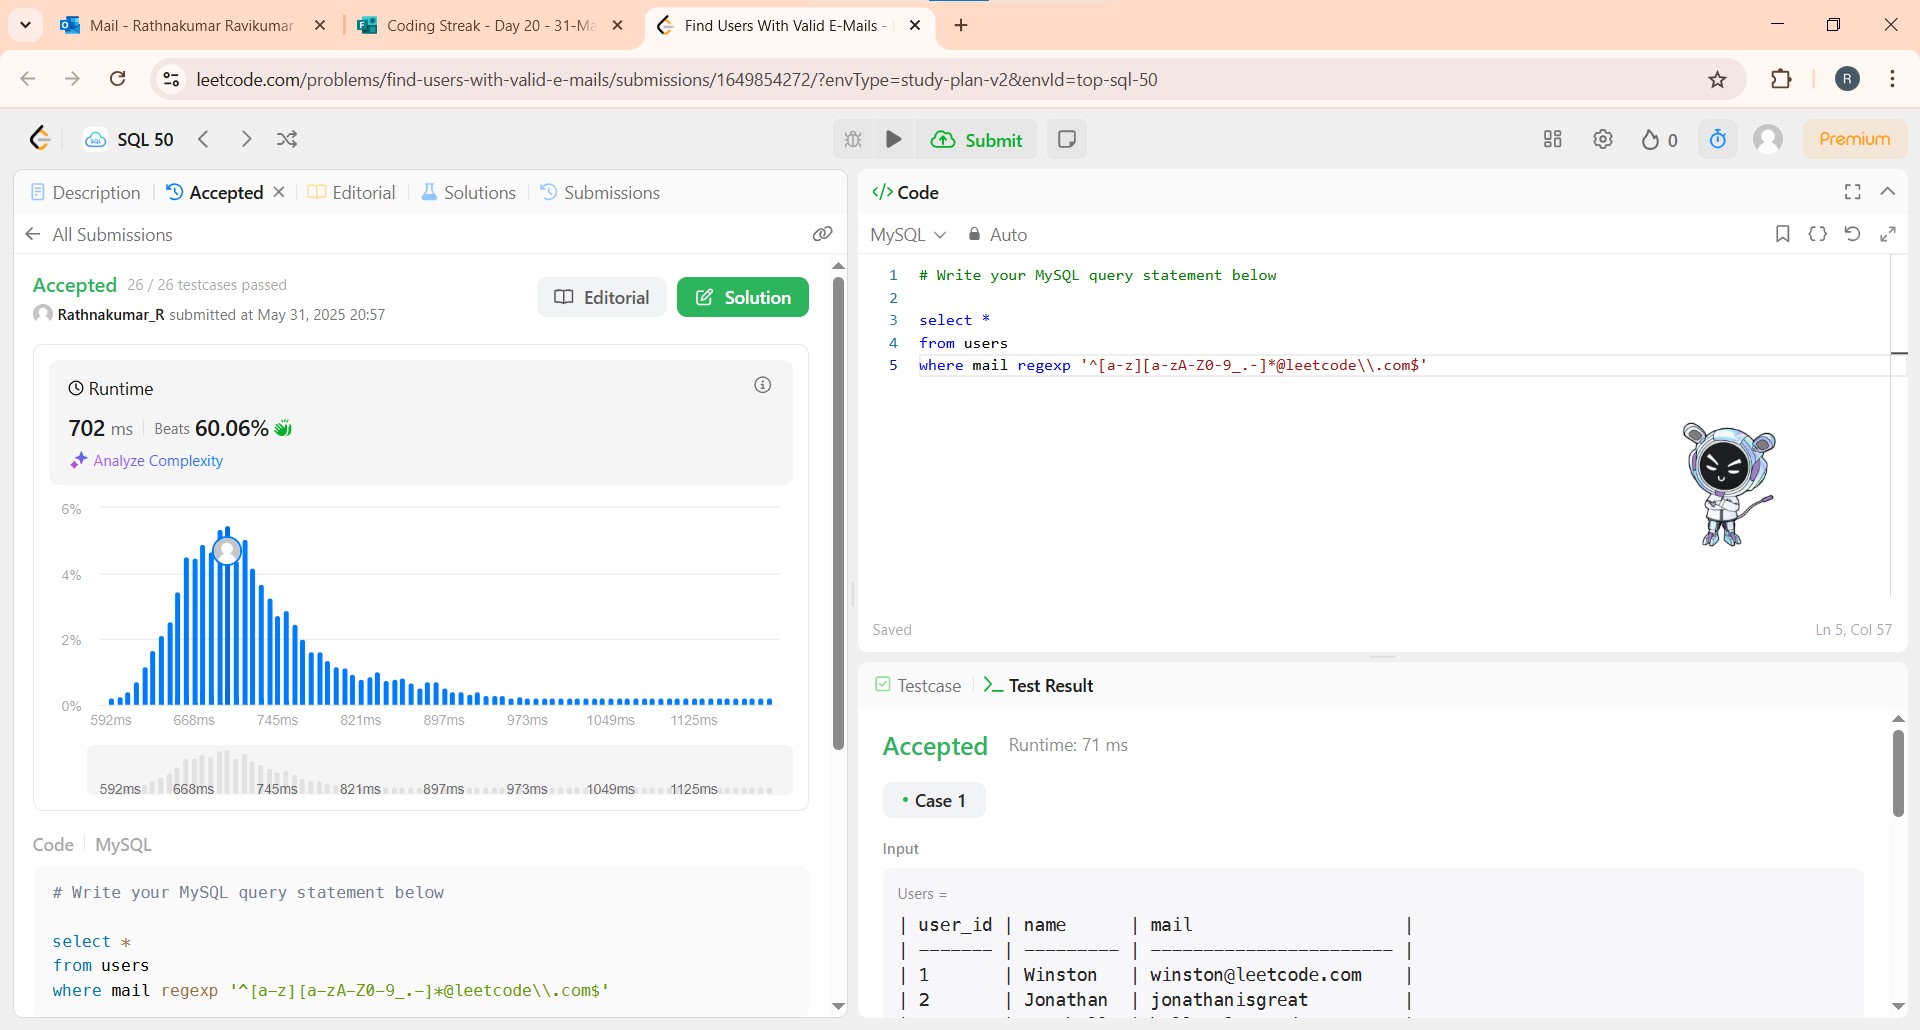 Mail - Rathnakumar Ravikumar
Coding Streak - Day 20 - 31-Ma
Find Users With Valid E-Mails -
leetcode.com/problems/find-users-with-valid-e-mails/submissions/1649854272/?envType=study-plan-v2&envId=top-sql-50
R
SQL 50
Submit
0
Premium
Description
Accepted
Editorial
Solutions
Submissions
All Submissions
Accepted 26 / 26 testcases passed
Rathnakumar_R submitted at May 31, 2025 20:57
Editorial
Solution
Runtime
702 ms Beats 60.06%
Analyze Complexity
6%
4%
2%
0%
592ms 668ms 745ms 821ms 897ms 973ms 1049ms 1125ms
592ms 668ms 745ms 821ms 897ms 973ms 1049ms 1125ms
Code MySQL
# Write your MySQL query statement below
select *
from users
where mail regexp '^[a-z][a-zA-Z0-9_.-]*@leetcode\\.com$'
</> Code
MySQL Auto
1 # Write your MySQL query statement below
2
3 select *
4 from users
5 where mail regexp '^[a-z][a-zA-Z0-9_.-]*@leetcode\\.com$'
Saved
Ln 5, Col 57
Testcase
Test Result
Accepted Runtime: 71 ms
• Case 1
Input
Users =
| user_id | name | mail |
| ------- | --------- | ----------------------- |
| 1 | Winston | winston@leetcode.com |
| 2 | Jonathan | jonathanisgreat |